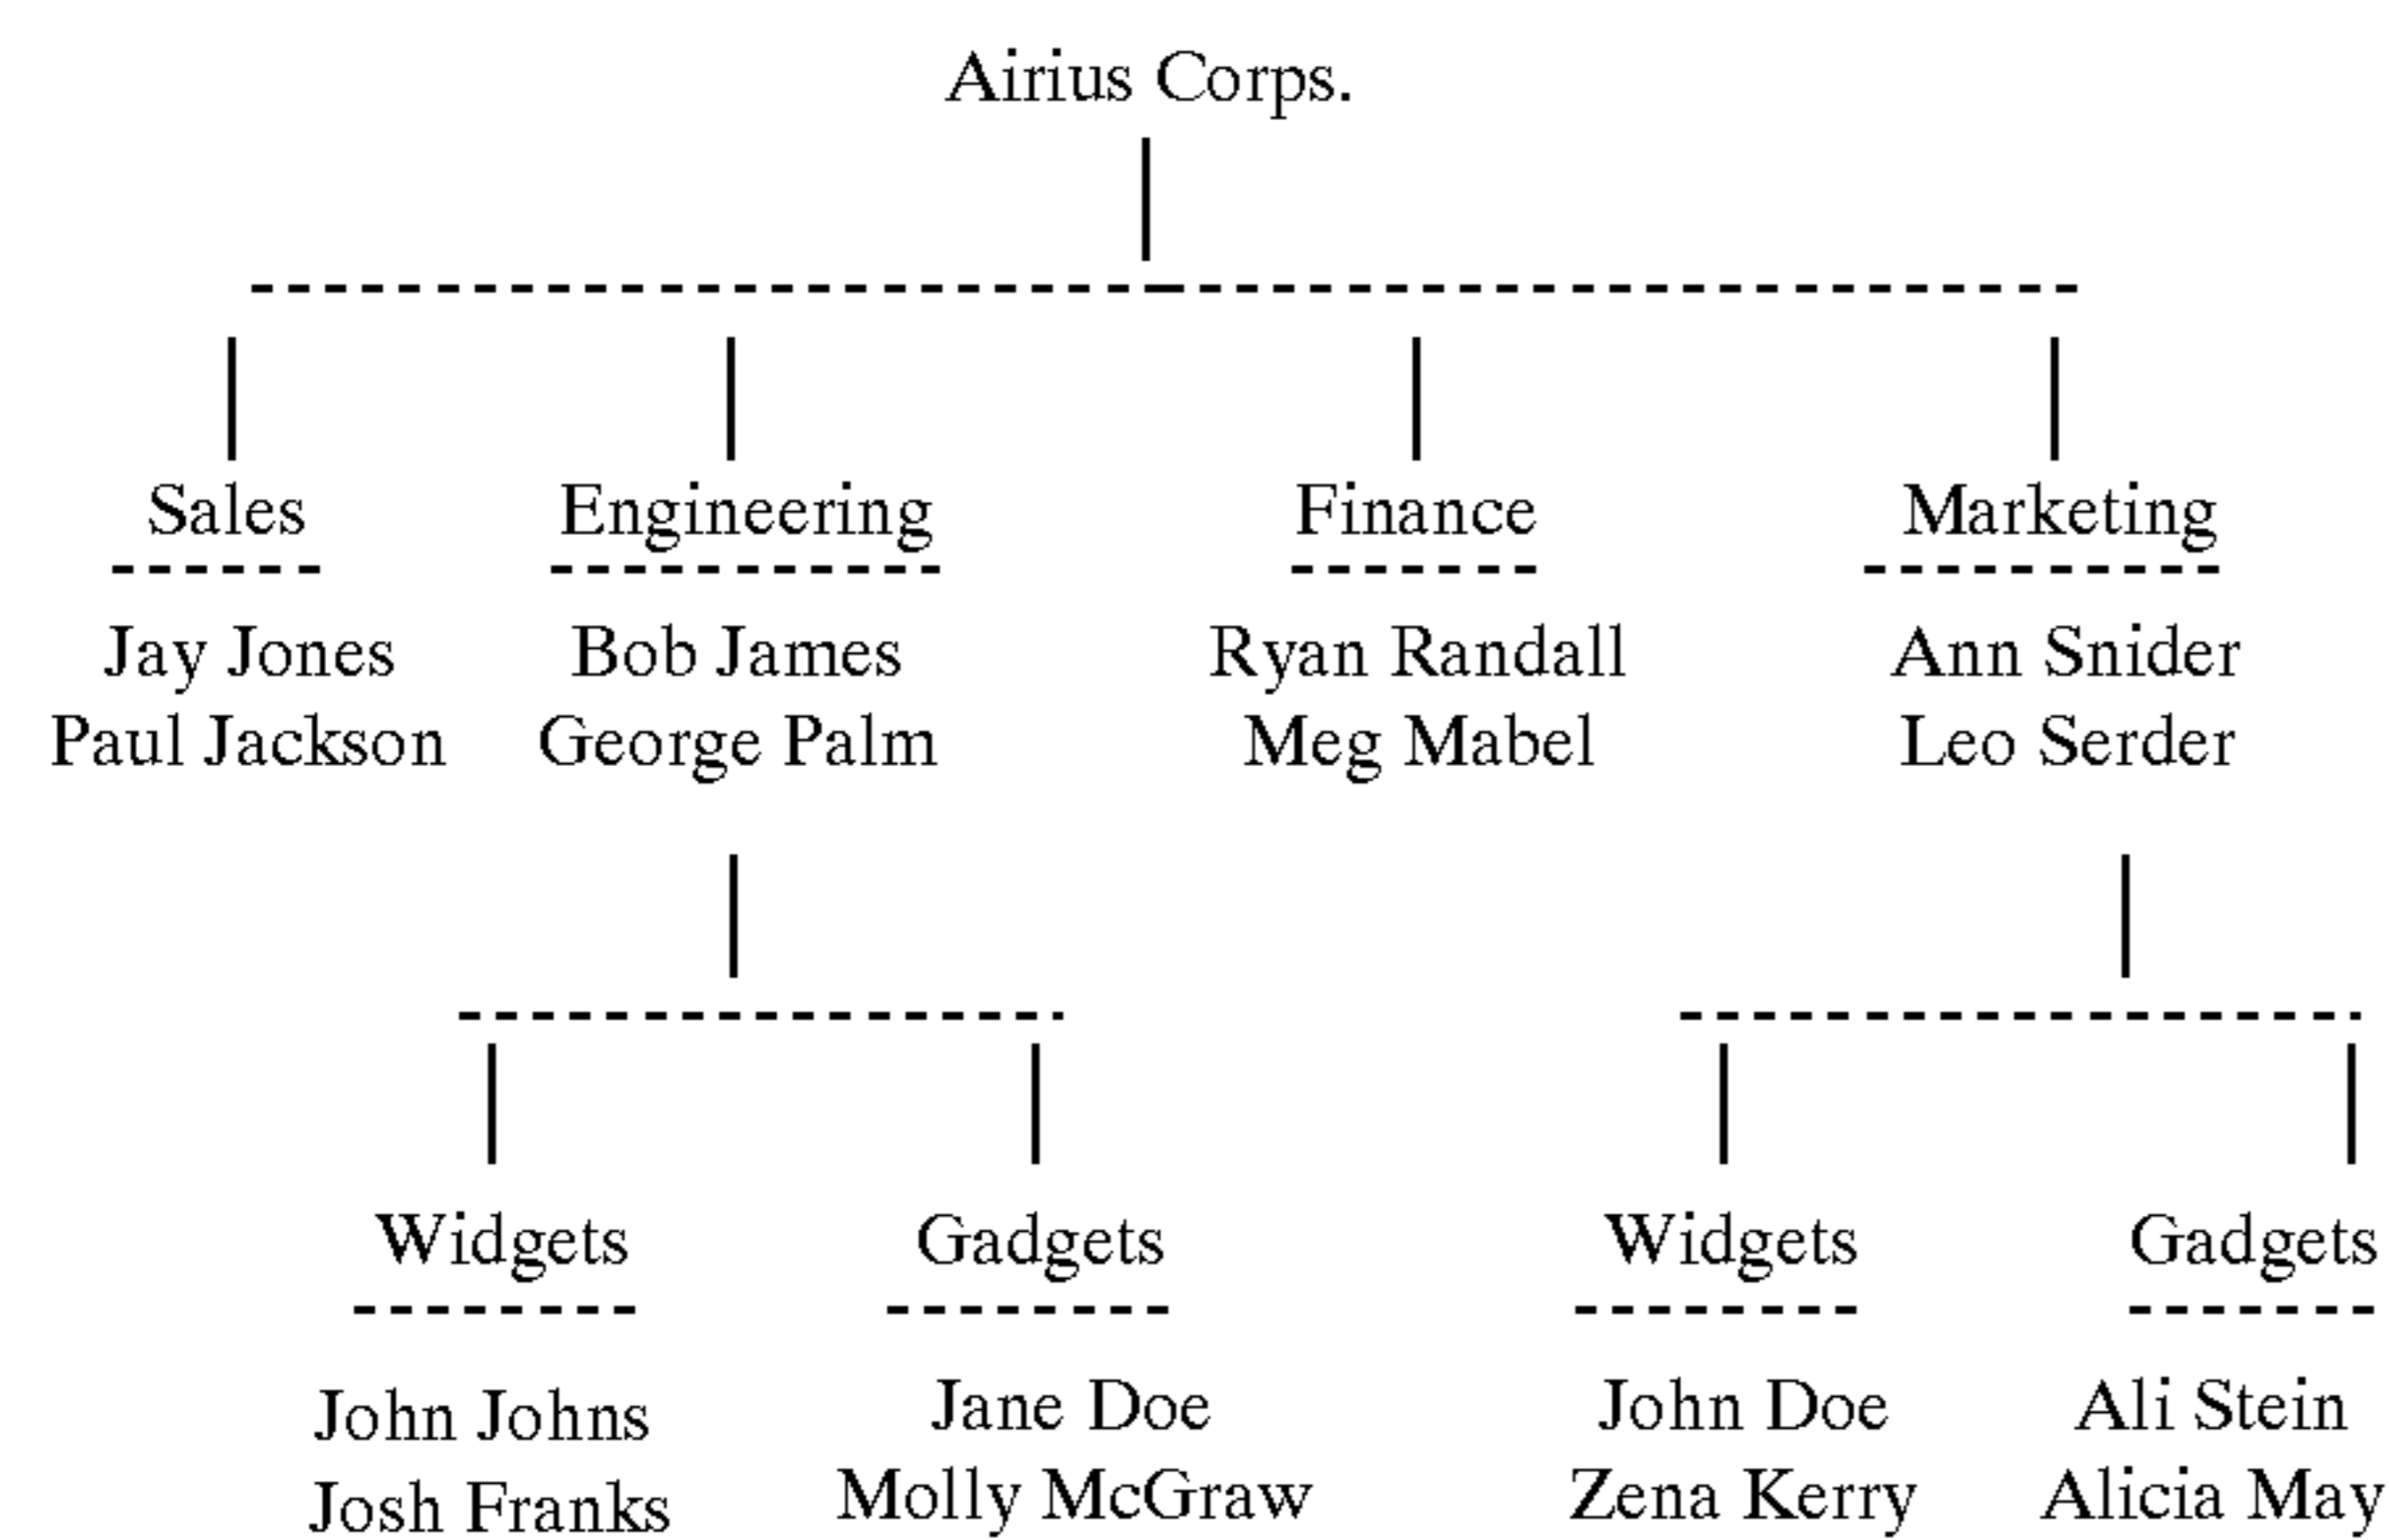 Airius Corps.
Sales Engineering Finance Marketing
Jay Jones Bob James Ryan Randall Ann Snider
Paul Jackson George Palm Meg Mabel Leo Serder
Widgets Gadgets Widgets Gadgets
John Johns Jane Doe John Doe Ali Stein
Josh Franks Molly McGraw Zena Kerry Alicia May